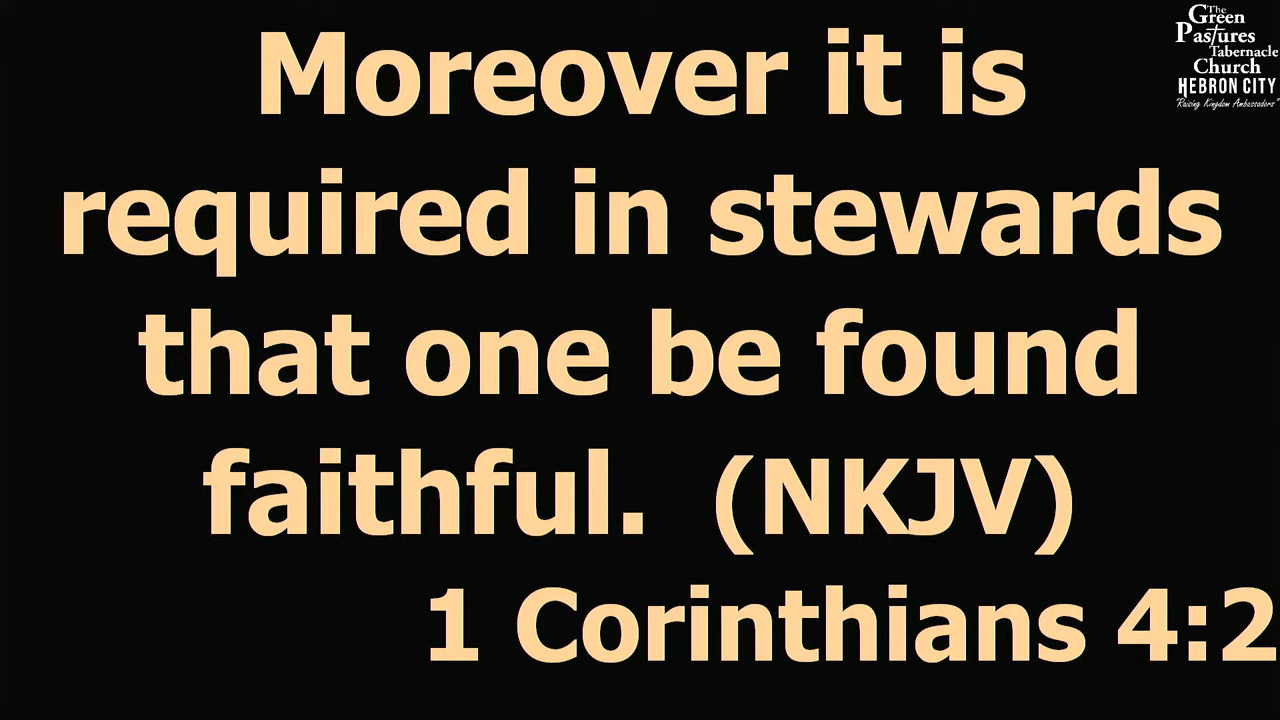 Moreover it is
required in stewards
that one be found
faithful.  (NKJV)
1 Corinthians 4:2
The
Green
Pastures
Tabernacle
Church
HEBRON CITY
"Raising Kingdom Ambassadors"